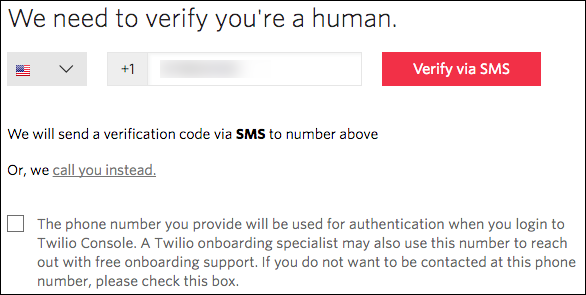 We need to verify you're a human.
+1
Verify via SMS
We will send a verification code via SMS to number above
Or, we call you instead.
The phone number you provide will be used for authentication when you login to
Twilio Console. A Twilio onboarding specialist may also use this number to reach
out with free onboarding support. If you do not want to be contacted at this phone
number, please check this box.